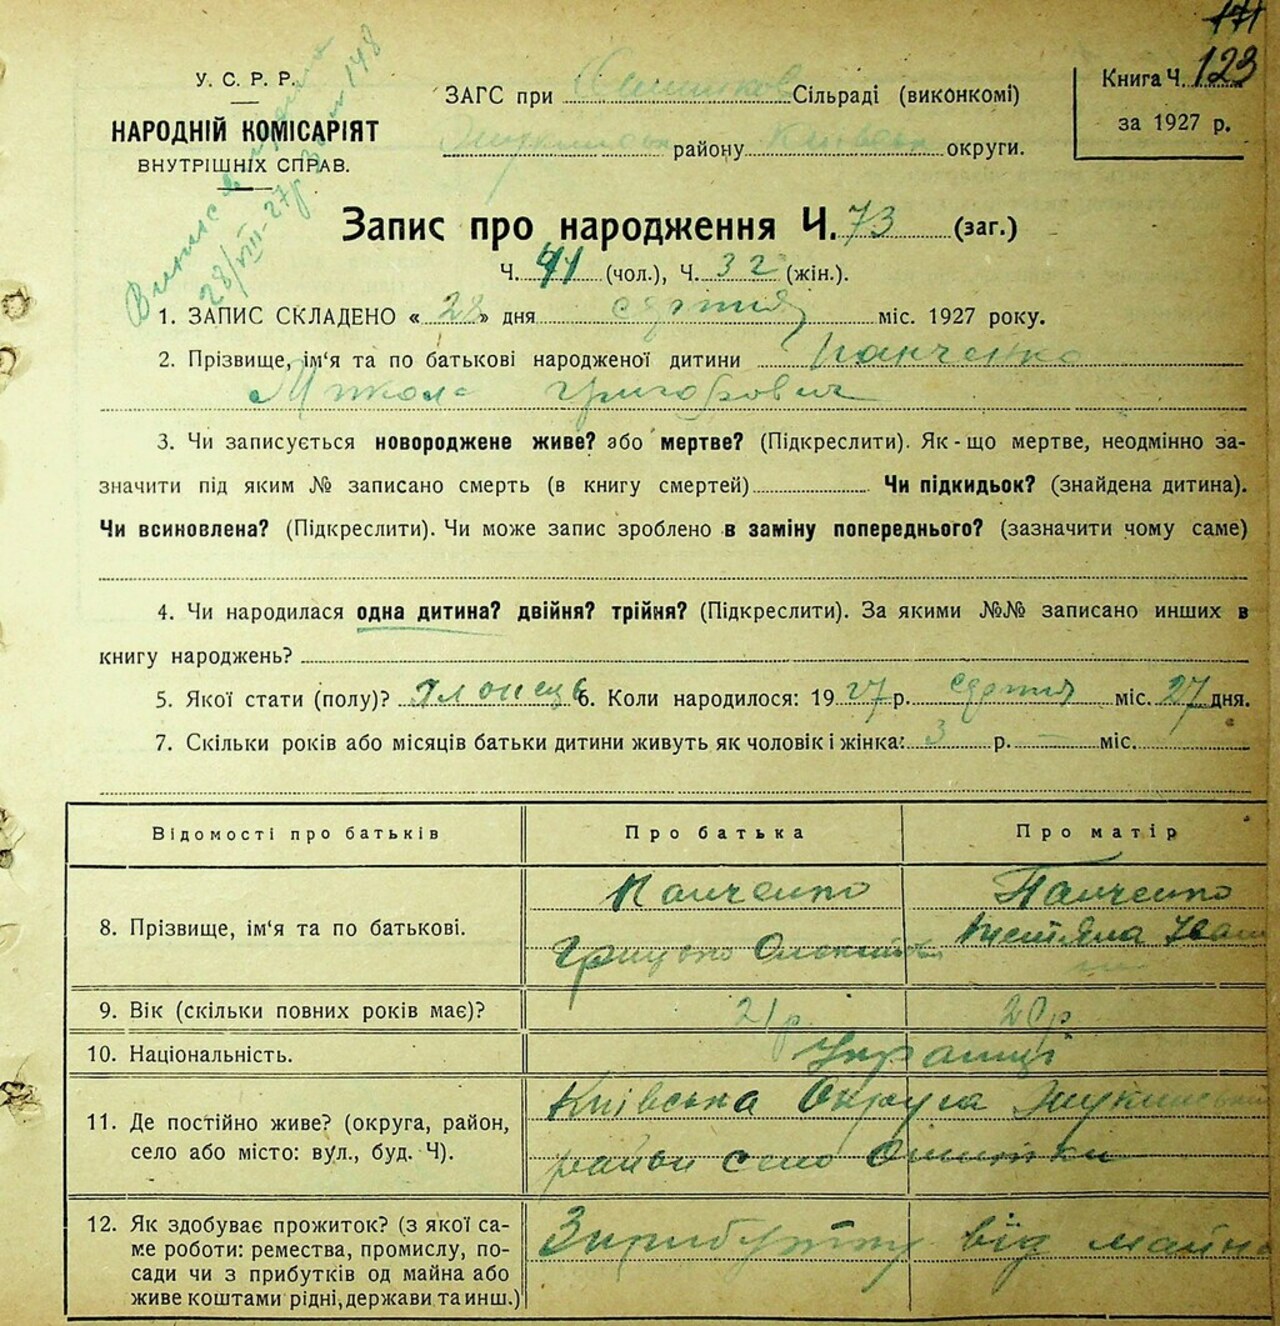 171
У. С. Р. Р.
НАРОДНІЙ КОМІСАРІЯТ
ВНУТРІШНІХ СПРАВ.
ЗАГС при Сільраді (виконкомі)
району округи.
Книга Ч. 123
за 1927 р.
28/VIII-27р. 148
Запис про народження Ч. 73 (заг.)
Ч. 41 (чол.), Ч. 32 (жін.).
1. ЗАПИС СКЛАДЕНО « 28 » дня серпня міс. 1927 року.
2. Прізвище, ім‘я та по батькові народженої дитини Панченко
Микола Григорович
3. Чи записується новороджене живе? або мертве? (Підкреслити). Як-що мертве, неодмінно за-
значити під яким № записано смерть (в книгу смертей) Чи підкидьок? (знайдена дитина).
Чи всиновлена? (Підкреслити). Чи може запис зроблено в заміну попереднього? (зазначити чому саме)
4. Чи народилася одна дитина? двійня? трійня? (Підкреслити). За якими №№ записано инших в
книгу народжень?
5. Якої стати (полу)? Хлопець 6. Коли народилося: 1927 р. серпня міс. 27 дня.
7. Скільки років або місяців батьки дитини живуть як чоловік і жінка: 3 р. — міс.
Відомості про батьків Про батька Про матір
8. Прізвище, ім‘я та по батькові. Панченко Панченко
Грицько Іван
9. Вік (скільки повних років має)? 21 р. 20 р.
10. Національність. Українці
11. Де постійно живе? (округа, район,
село або місто: вул., буд. Ч).
Київська Округа
район село
12. Як здобуває прожиток? (з якої са-
ме роботи: ремества, промислу, по-
сади чи з прибутків од майна або
живе коштами рідні, держави та инш.)
Зприбутку від майна